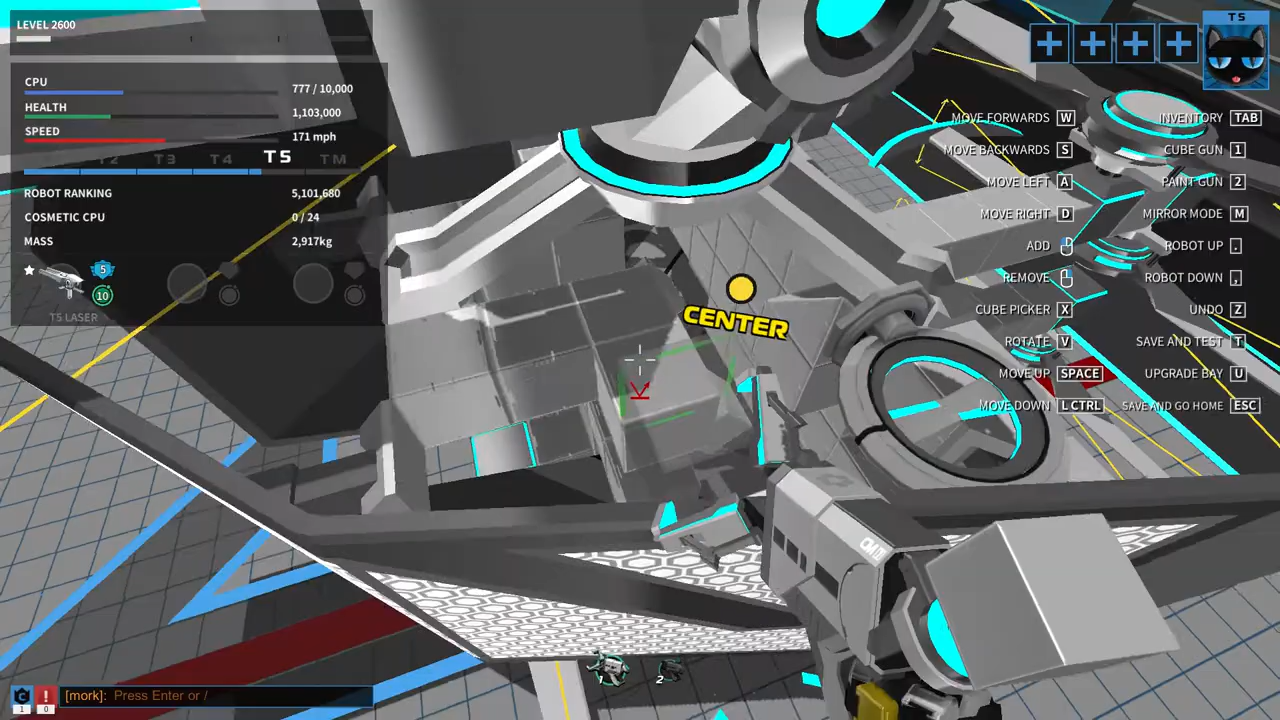 LEVEL 2600
CPU
777 / 10,000
HEALTH
1,103,000
SPEED
171 mph
T2 T3 T4 T5 TM
ROBOT RANKING
5,101,680
COSMETIC CPU
0 / 24
MASS
2,917kg
5
10
T5 LASER
T5
MOVE FORWARDS W
INVENTORY TAB
MOVE BACKWARDS S
CUBE GUN 1
MOVE LEFT A
PAINT GUN 2
MOVE RIGHT D
MIRROR MODE M
ADD
ROBOT UP .
REMOVE
ROBOT DOWN ,
CUBE PICKER X
UNDO Z
ROTATE V
SAVE AND TEST T
MOVE UP SPACE
UPGRADE BAY U
MOVE DOWN L CTRL
SAVE AND GO HOME ESC
CENTER
2
1
0
[mork]: Press Enter or /